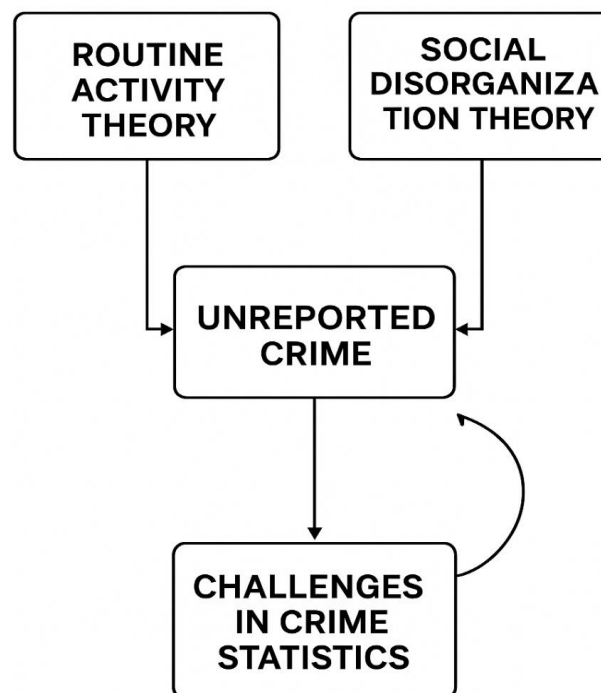 ROUTINE
ACTIVITY
THEORY
SOCIAL
DISORGANIZA
TION THEORY
UNREPORTED
CRIME
CHALLENGES
IN CRIME
STATISTICS